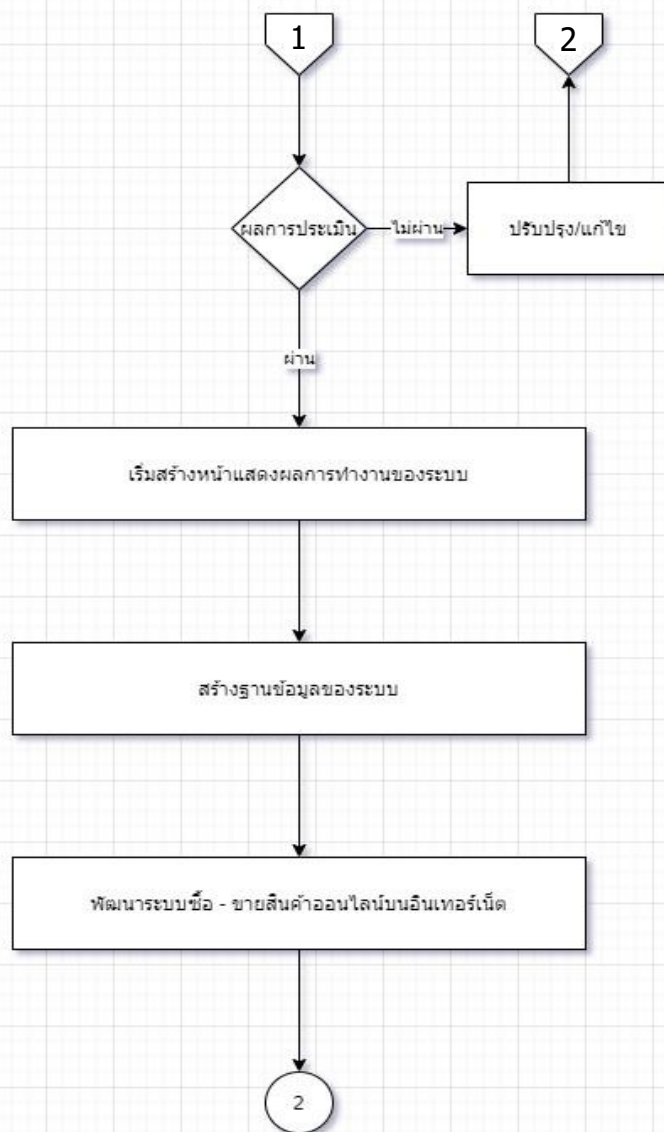 1
2
ผลการประเมิน
ไม่ผ่าน
ปรับปรุง/แก้ไข
ผ่าน
เริ่มสร้างหน้าแสดงผลการทำงานของระบบ
สร้างฐานข้อมูลของระบบ
พัฒนาระบบซื้อ - ขายสินค้าออนไลน์บนอินเทอร์เน็ต
2